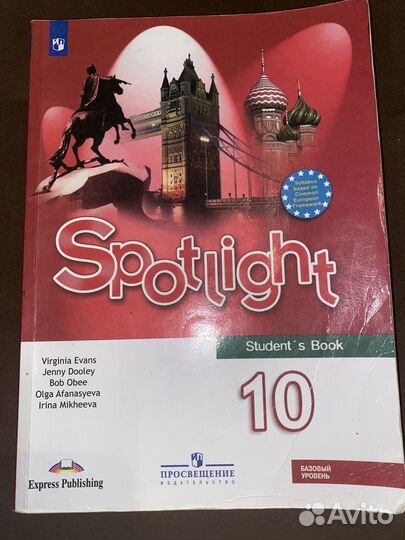 Syllabus
based on
Common
European
Framework
Spotlight
Student's Book
Virginia Evans
Jenny Dooley
Bob Obee
Olga Afanasyeva
Irina Mikheeva
10
Express Publishing
ПРОСВЕЩЕНИЕ
ИЗДАТЕЛЬСТВО
БАЗОВЫЙ
УРОВЕНЬ
Avito